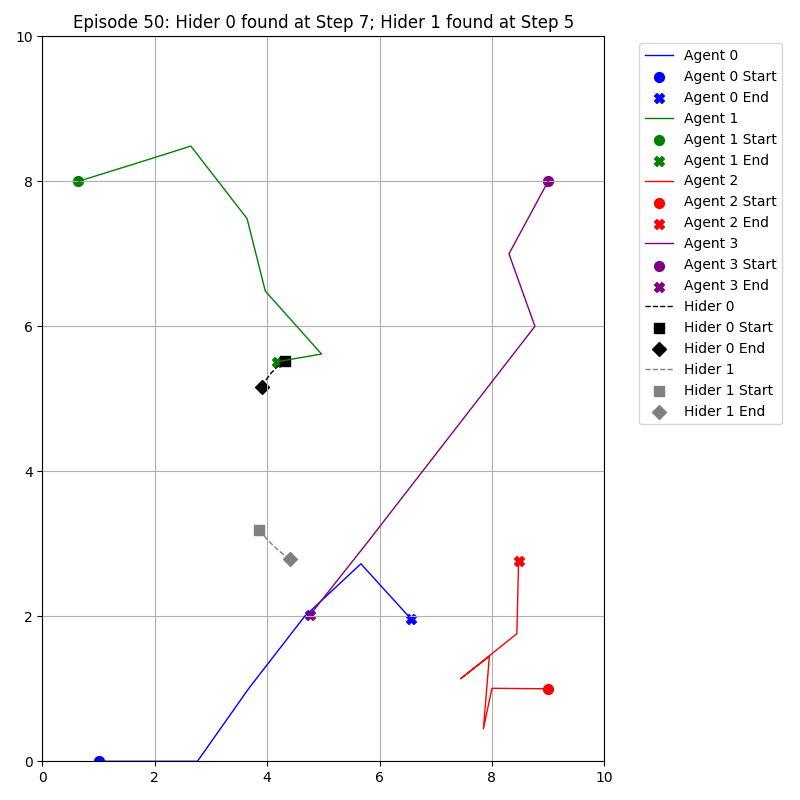 Episode 50: Hider 0 found at Step 7; Hider 1 found at Step 5
10
8
6
4
2
0
0
2
4
6
8
10
Agent 0
Agent 0 Start
Agent 0 End
Agent 1
Agent 1 Start
Agent 1 End
Agent 2
Agent 2 Start
Agent 2 End
Agent 3
Agent 3 Start
Agent 3 End
Hider 0
Hider 0 Start
Hider 0 End
Hider 1
Hider 1 Start
Hider 1 End